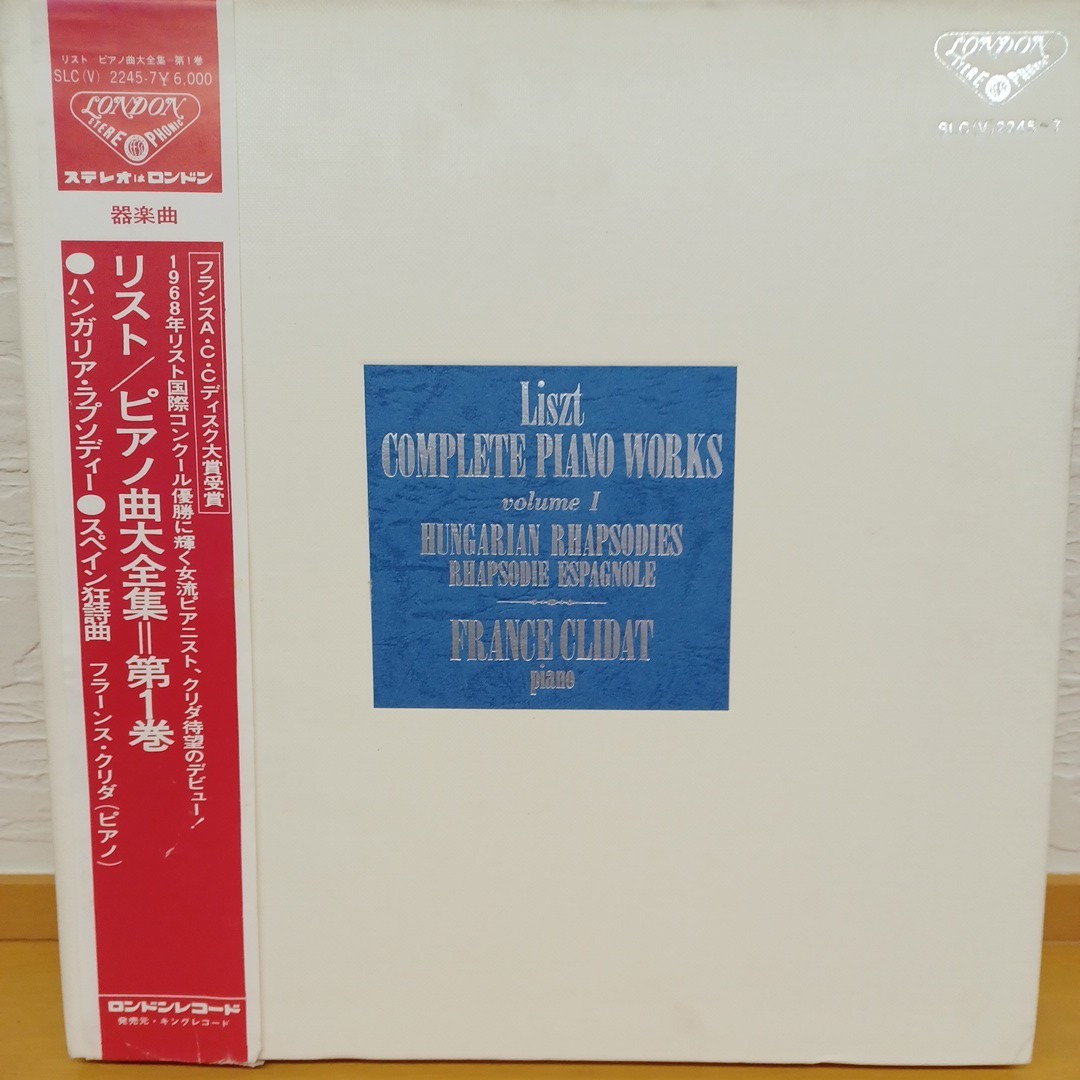 リスト ピアノ曲大全集-第1巻
SLC(V) 2245-7¥6,000
LONDON
STEREOPHONIC
ステレオはロンドン
器楽曲
フランスA・C・Cディスク大賞受賞
1968年リスト国際コンクール優勝に輝く女流ピアニスト、クリダ待望のデビュー!
リスト/ピアノ曲大全集=第1巻
●ハンガリア・ラプソディー●スペイン狂詩曲 フランス・クリダ(ピアノ)
ロンドンレコード
発売元・キングレコード
LONDON
STEREOPHONIC
SLC(V)2245-7
Liszt
COMPLETE PIANO WORKS
volume I
HUNGARIAN RHAPSODIES
RHAPSODIE ESPAGNOLE
FRANCE CLIDAT
piano